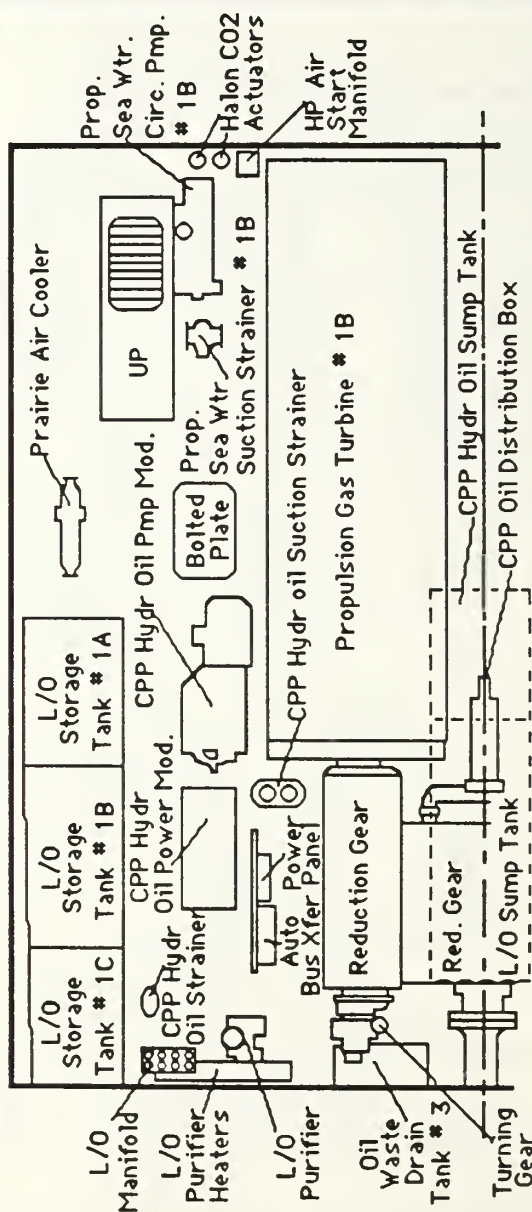 Prairie Air Cooler
Prop.
Sea Wtr.
Circ. Pmp.
# 1B
Halon CO2
Actuators
HP Air
Start
Manifold
UP
Prop.
Sea Wtr
Suction Strainer # 1B
Bolted
Plate
CPP Hydr Oil Pmp Mod.
CPP Hydr oil Suction Strainer
Propulsion Gas Turbine # 1B
CPP Hydr Oil Sump Tank
CPP Oil Distribution Box
L/O
Storage
Tank # 1A
L/O
Storage
Tank # 1B
L/O
Storage
Tank # 1C
CPP Hydr
Oil Power Mod.
CPP Hydr
Oil Strainer
Auto Power
Bus Xfer Panel
Reduction Gear
Red. Gear
L/O Sump Tank
L/O
Manifold
L/O
Purifier
Heaters
L/O
Purifier
Oil
Waste
Drain
Tank # 3
Turning
Gear